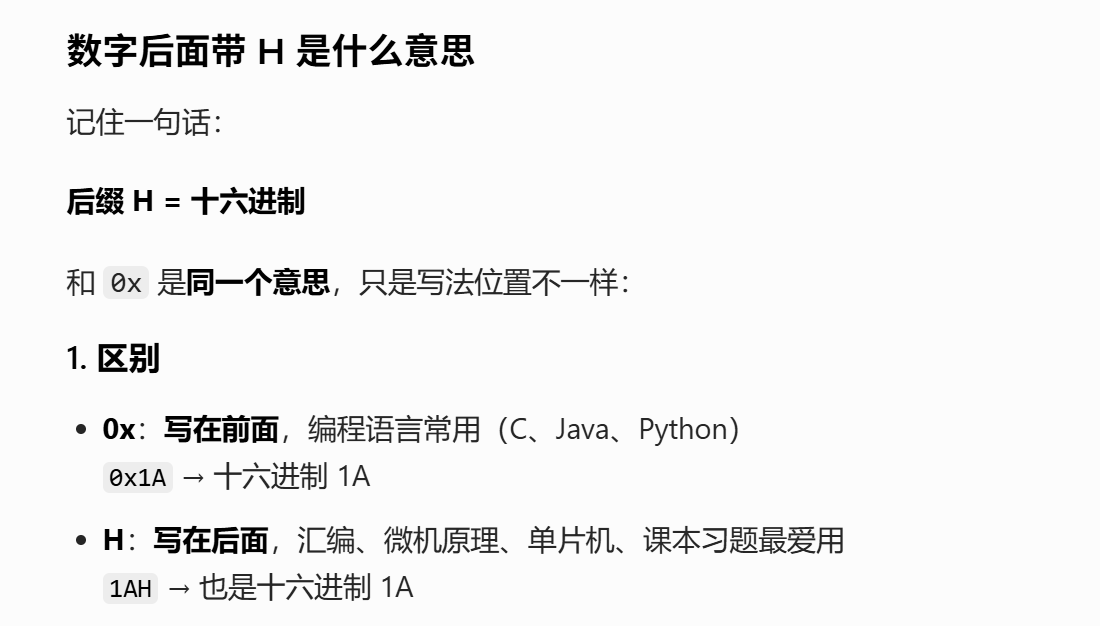 数字后面带 H 是什么意思
记住一句话：
后缀 H = 十六进制
和 0x 是同一个意思，只是写法位置不一样：
1. 区别
• 0x：写在前面，编程语言常用（C、Java、Python）
0x1A → 十六进制 1A
• H：写在后面，汇编、微机原理、单片机、课本习题最爱用
1AH → 也是十六进制 1A